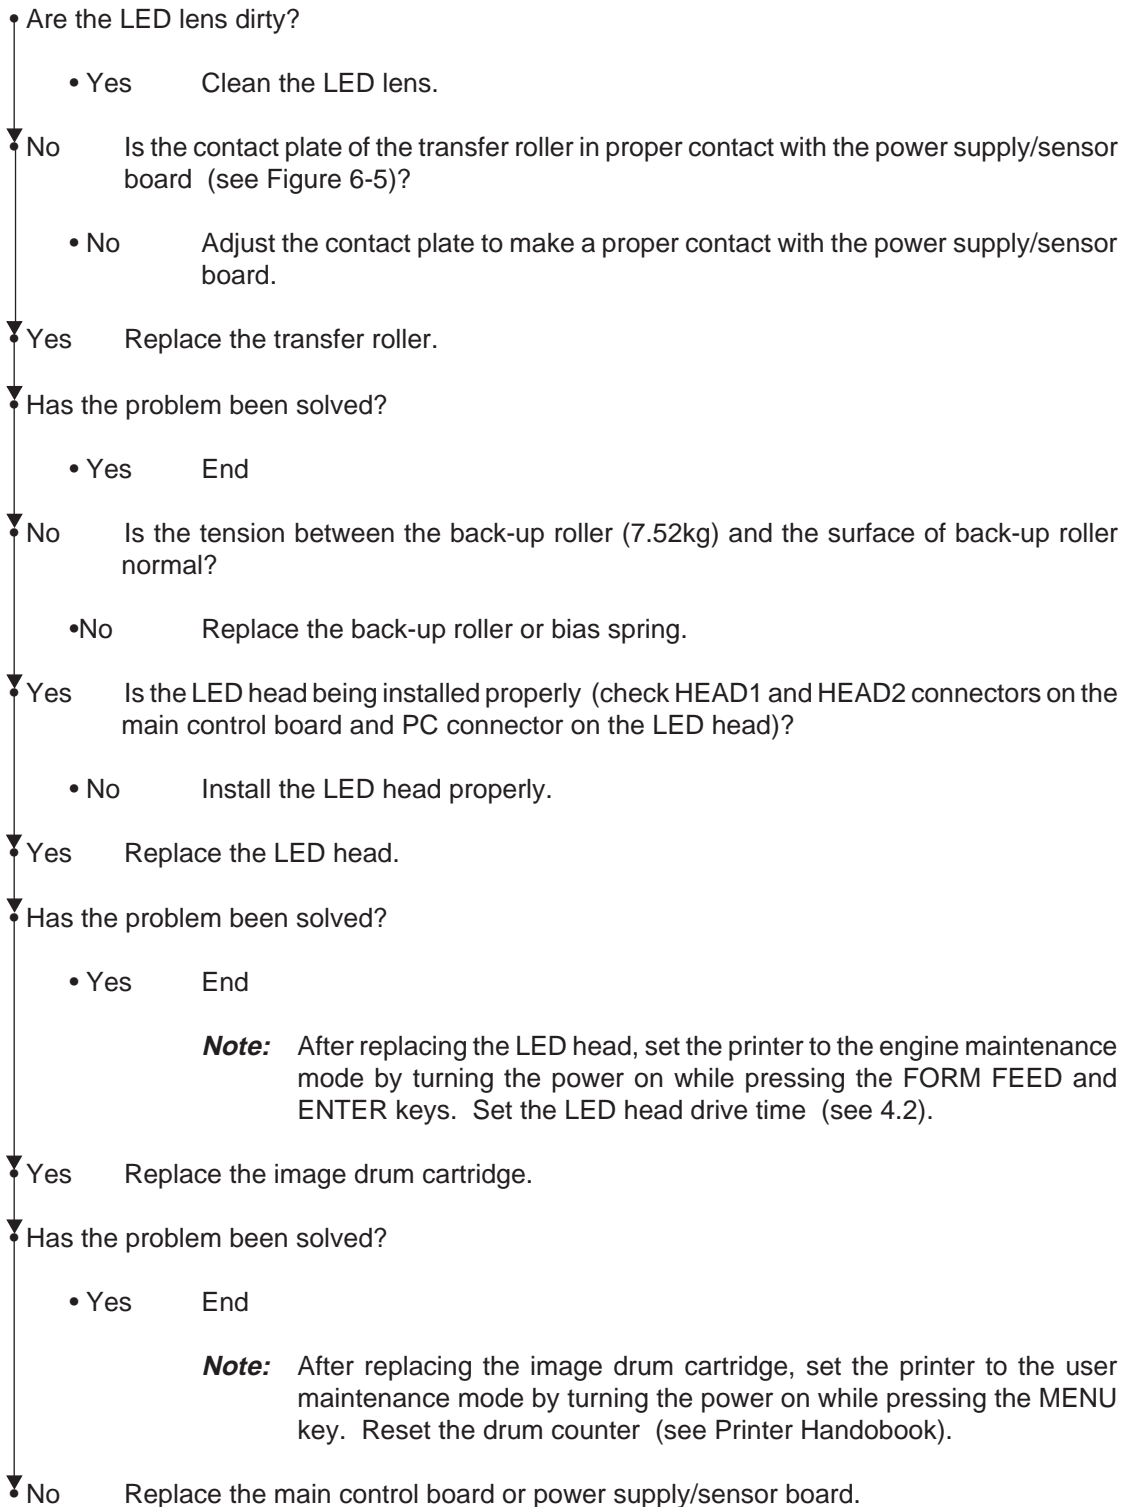 • Are the LED lens dirty?
• Yes Clean the LED lens.
• No Is the contact plate of the transfer roller in proper contact with the power supply/sensor
board (see Figure 6-5)?
• No Adjust the contact plate to make a proper contact with the power supply/sensor
board.
• Yes Replace the transfer roller.
• Has the problem been solved?
• Yes End
• No Is the tension between the back-up roller (7.52kg) and the surface of back-up roller
normal?
•No Replace the back-up roller or bias spring.
• Yes Is the LED head being installed properly (check HEAD1 and HEAD2 connectors on the
main control board and PC connector on the LED head)?
• No Install the LED head properly.
• Yes Replace the LED head.
• Has the problem been solved?
• Yes End
Note: After replacing the LED head, set the printer to the engine maintenance
mode by turning the power on while pressing the FORM FEED and
ENTER keys. Set the LED head drive time (see 4.2).
• Yes Replace the image drum cartridge.
• Has the problem been solved?
• Yes End
Note: After replacing the image drum cartridge, set the printer to the user
maintenance mode by turning the power on while pressing the MENU
key. Reset the drum counter (see Printer Handobook).
• No Replace the main control board or power supply/sensor board.